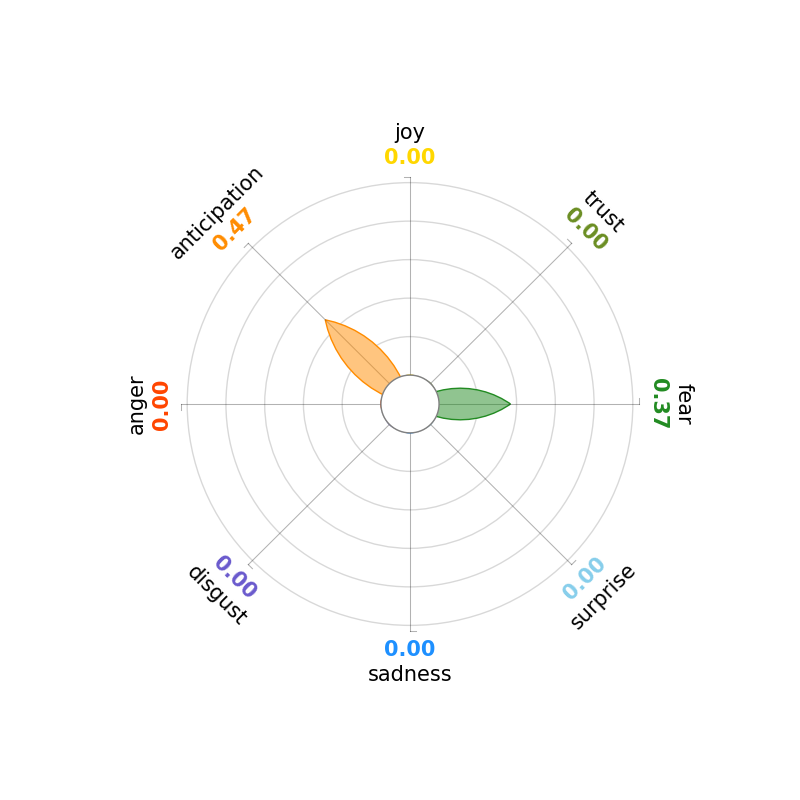 joy
0.00
trust
0.00
fear
0.37
surprise
0.00
sadness
0.00
disgust
0.00
anger
0.00
anticipation
0.47